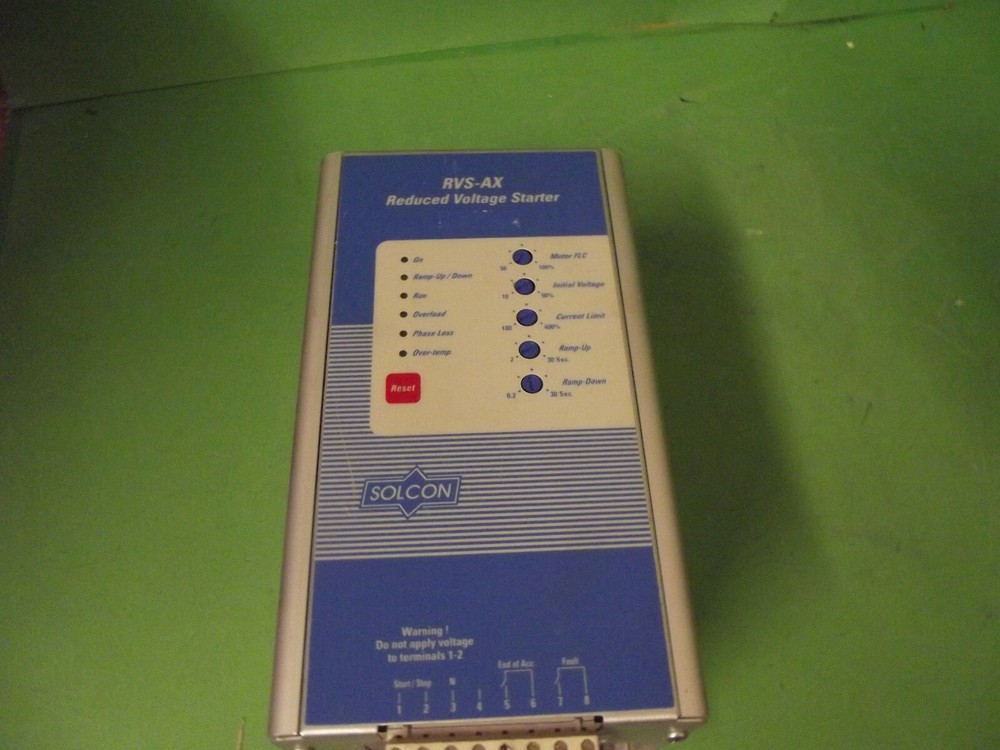 RVS-AX
Reduced Voltage Starter
On
Ramp-Up / Down
Run
Overload
Phase Loss
Over-temp.
Reset
Motor FLC
50 100%
Initial Voltage
10 50%
Current Limit
100 400%
Ramp-Up
2 30 Sec.
Ramp-Down
0.2 30 Sec.
SOLCON
Warning !
Do not apply voltage
to terminals 1-2
Start / Stop N End of Acc. Fault
1 2 3 4 5 6 7 8